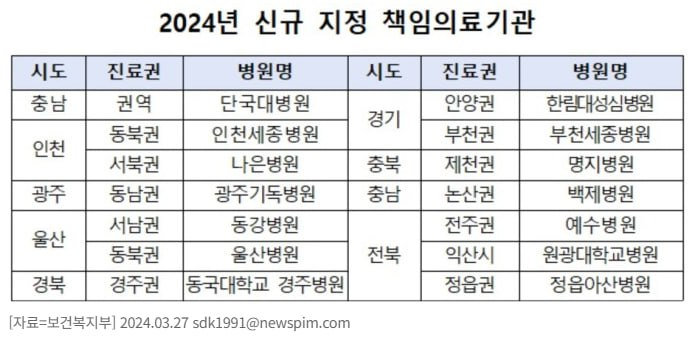 2024년 신규 지정 책임의료기관
시도 진료권 병원명 시도 진료권 병원명
충남 권역 단국대병원 경기 안양권 한림대성심병원
인천 동북권 인천세종병원 부천권 부천세종병원
서북권 나은병원 충북 제천권 명지병원
광주 동남권 광주기독병원 충남 논산권 백제병원
울산 서남권 동강병원 전북 전주권 예수병원
동북권 울산병원 익산시 원광대학교병원
경북 경주권 동국대학교 경주병원 정읍권 정읍아산병원
[자료=보건복지부] 2024.03.27 sdk1991@newspim.com